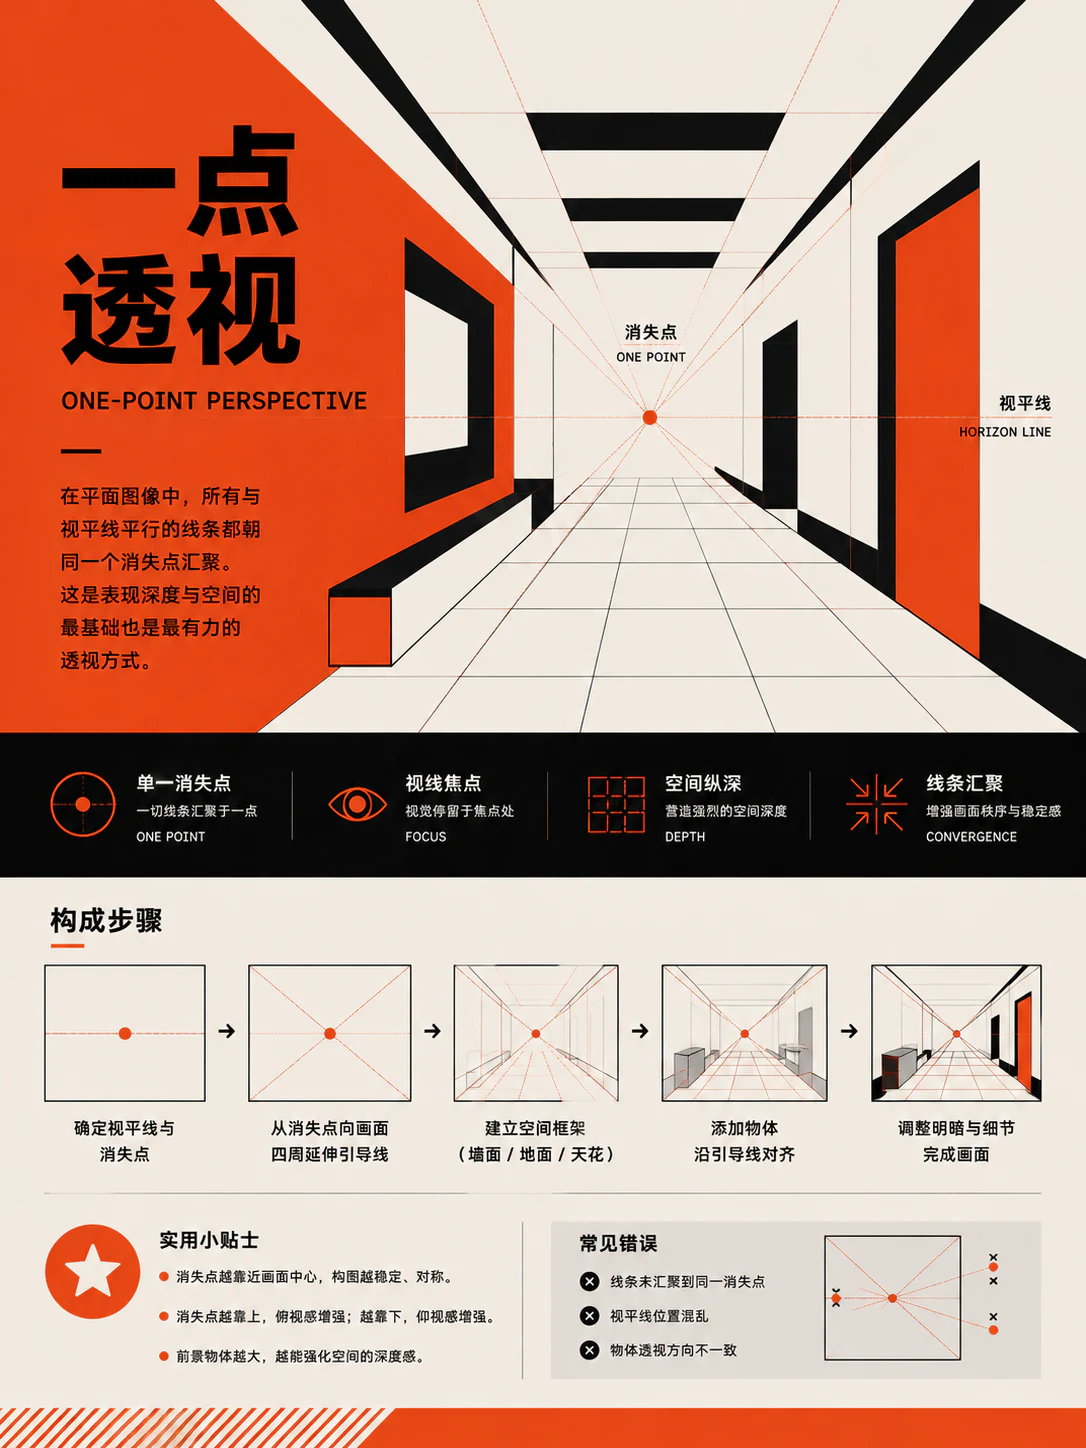 一点
透视
ONE-POINT PERSPECTIVE
在平面图像中，所有与
视平线平行的线条都朝
同一个消失点汇聚。
这是表现深度与空间的
最基础也是最有力的
透视方式。
消失点
ONE POINT
视平线
HORIZON LINE
单一消失点
一切线条汇聚于一点
ONE POINT
视线焦点
视觉停留于焦点处
FOCUS
空间纵深
营造强烈的空间深度
DEPTH
线条汇聚
增强画面秩序与稳定感
CONVERGENCE
构成步骤
确定视平线与
消失点
从消失点向画面
四周延伸引导线
建立空间框架
（墙面 / 地面 / 天花）
添加物体
沿引导线对齐
调整明暗与细节
完成画面
实用小贴士
消失点越靠近画面中心，构图越稳定、对称。
消失点越靠上，俯视感增强；越靠下，仰视感增强。
前景物体越大，越能强化空间的深度感。
常见错误
线条未汇聚到同一消失点
视平线位置混乱
物体透视方向不一致